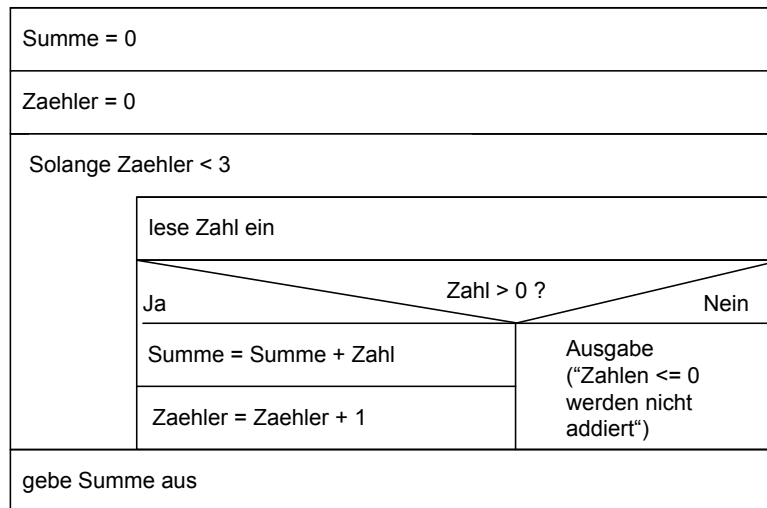 Summe = 0
Zaehler = 0
Solange Zaehler < 3
lese Zahl ein
Zahl > 0 ?
Ja
Nein
Summe = Summe + Zahl
Zaehler = Zaehler + 1
Ausgabe
(“Zahlen <= 0
werden nicht
addiert“)
gebe Summe aus